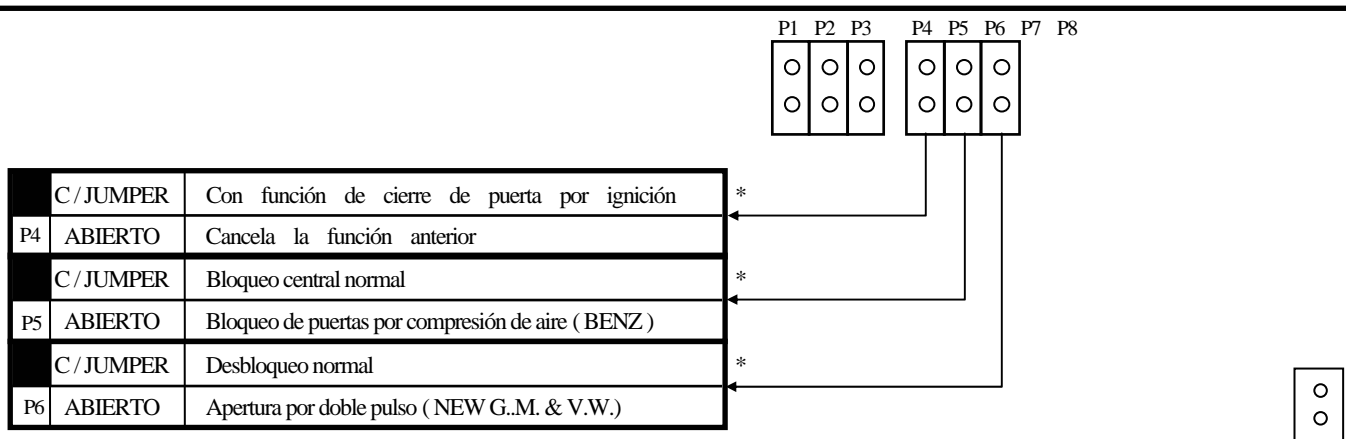 P1 P2 P3 P4 P5 P6 P7 P8
C / JUMPER Con función de cierre de puerta por ignición *
P4 ABIERTO Cancela la función anterior
C / JUMPER Bloqueo central normal *
P5 ABIERTO Bloqueo de puertas por compresión de aire ( BENZ )
C / JUMPER Desbloqueo normal *
P6 ABIERTO Apertura por doble pulso ( NEW G..M. & V.W.)